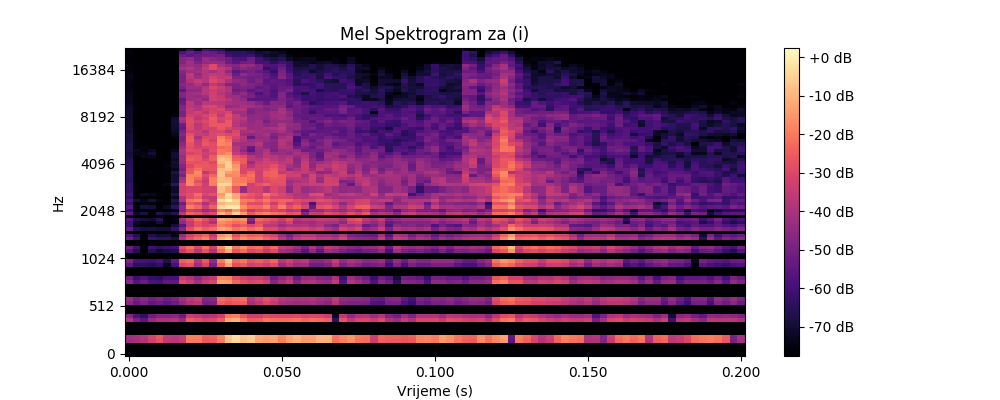 Mel Spektrogram za (i)
Hz
16384
8192
4096
2048
1024
512
0
0.000 0.050 0.100 0.150 0.200
Vrijeme (s)
+0 dB
-10 dB
-20 dB
-30 dB
-40 dB
-50 dB
-60 dB
-70 dB